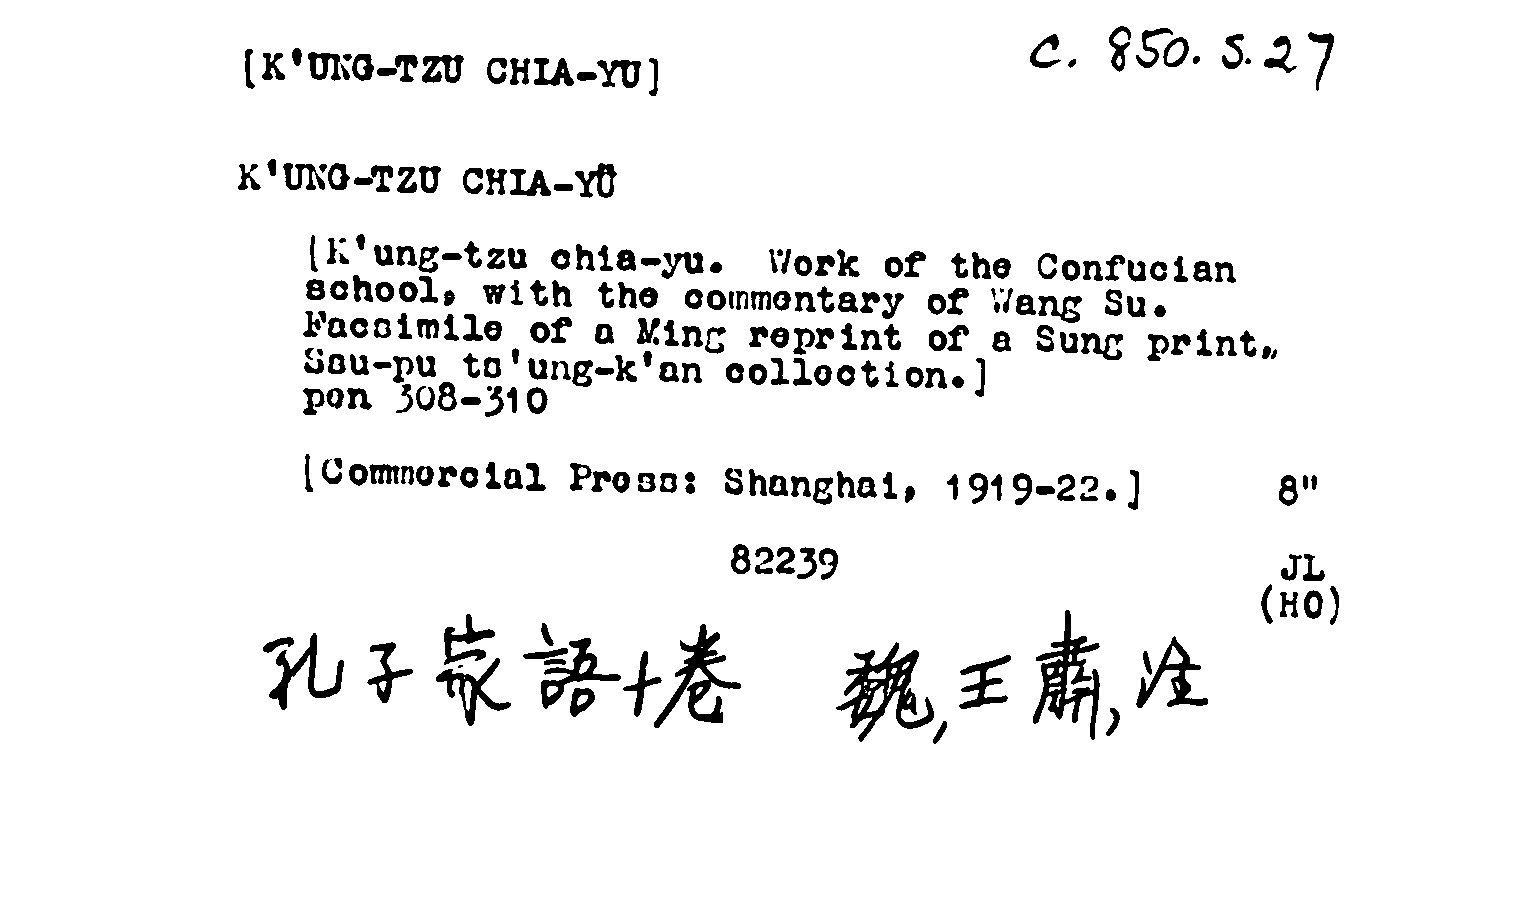 [K'UNG-TZU CHIA-YU]
C. 850. S. 27
K'UNG-TZU CHIA-YÜ
[K'ung-tzu chia-yu. Work of the Confucian
school, with the commentary of Wang Su.
Facsimile of a Ming reprint of a Sung print,,
Ssu-pu ts'ung-k'an collection.]
pen 308-310
[Commercial Press: Shanghai, 1919-22.] 8"
82239 JL
(HO)
孔子家語十卷 魏,王肅,注